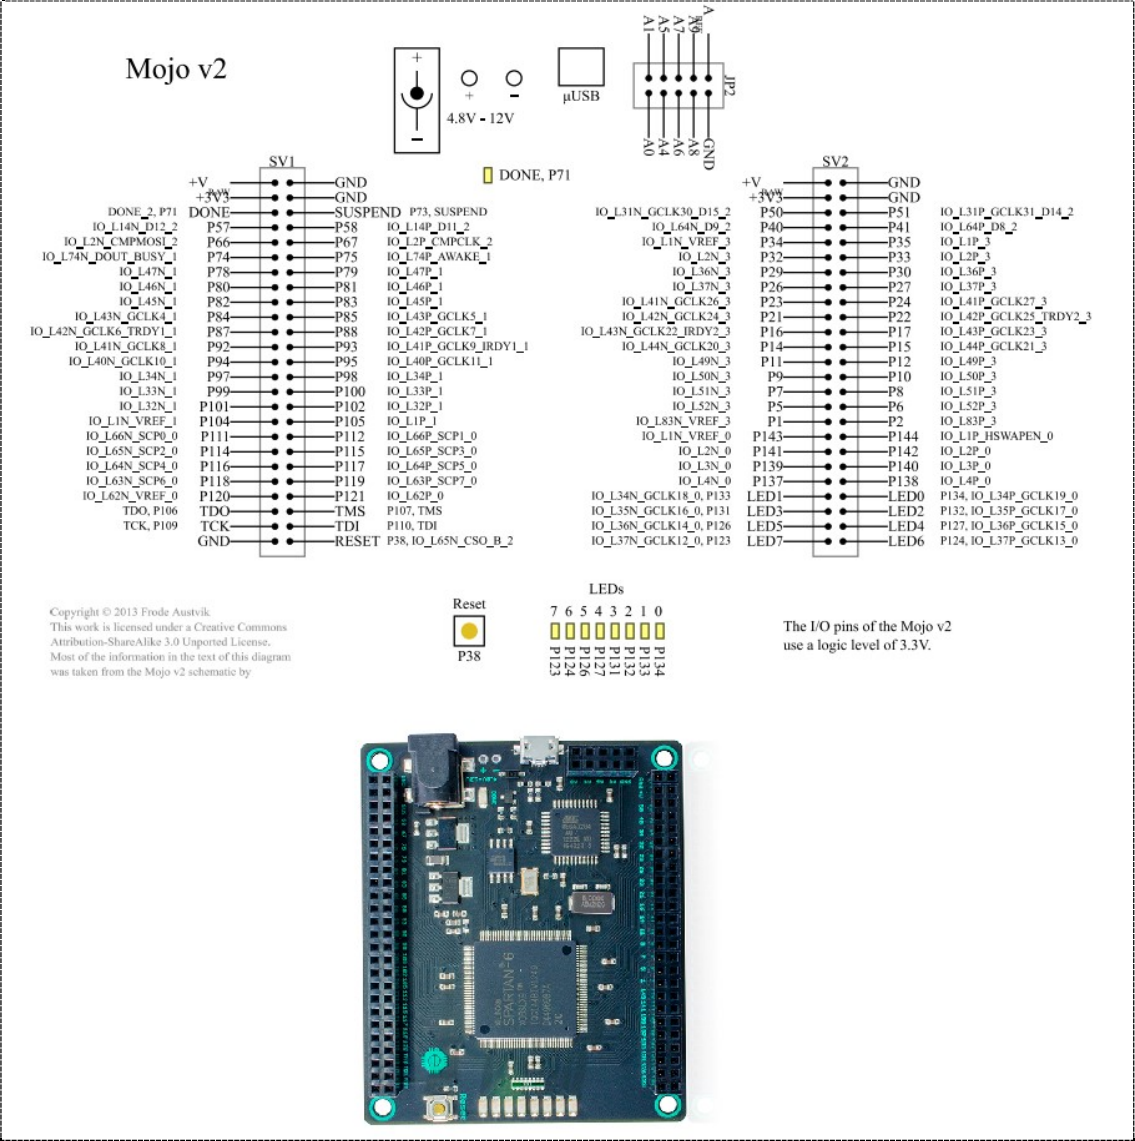 Mojo v2
+
−
+
-
4.8V - 12V
µUSB
A1
A5
A7
A9
A
A0
A4
A6
A8
GND
JP2
DONE, P71
SV1
+V RAW GND
+3V3 GND
DONE_2, P71 DONE SUSPEND P73, SUSPEND
IO_L14N_D12_2 P57 P58 IO_L14P_D11_2
IO_L2N_CMPMOSI_2 P66 P67 IO_L2P_CMPCLK_2
IO_L74N_DOUT_BUSY_1 P74 P75 IO_L74P_AWAKE_1
IO_L47N_1 P78 P79 IO_L47P_1
IO_L46N_1 P80 P81 IO_L46P_1
IO_L45N_1 P82 P83 IO_L45P_1
IO_L43N_GCLK4_1 P84 P85 IO_L43P_GCLK5_1
IO_L42N_GCLK6_TRDY1_1 P87 P88 IO_L42P_GCLK7_1
IO_L41N_GCLK8_1 P92 P93 IO_L41P_GCLK9_IRDY1_1
IO_L40N_GCLK10_1 P94 P95 IO_L40P_GCLK11_1
IO_L34N_1 P97 P98 IO_L34P_1
IO_L33N_1 P99 P100 IO_L33P_1
IO_L32N_1 P101 P102 IO_L32P_1
IO_L1N_VREF_1 P104 P105 IO_L1P_1
IO_L66N_SCP0_0 P111 P112 IO_L66P_SCP1_0
IO_L65N_SCP2_0 P114 P115 IO_L65P_SCP3_0
IO_L64N_SCP4_0 P116 P117 IO_L64P_SCP5_0
IO_L63N_SCP6_0 P118 P119 IO_L63P_SCP7_0
IO_L62N_VREF_0 P120 P121 IO_L62P_0
TDO, P106 TDO TMS P107, TMS
TCK, P109 TCK TDI P110, TDI
GND RESET P38, IO_L65N_CSO_B_2
SV2
+V RAW GND
+3V3 GND
IO_L31N_GCLK30_D15_2 P50 P51 IO_L31P_GCLK31_D14_2
IO_L64N_D9_2 P40 P41 IO_L64P_D8_2
IO_L1N_VREF_3 P34 P35 IO_L1P_3
IO_L2N_3 P32 P33 IO_L2P_3
IO_L36N_3 P29 P30 IO_L36P_3
IO_L37N_3 P26 P27 IO_L37P_3
IO_L41N_GCLK26_3 P23 P24 IO_L41P_GCLK27_3
IO_L42N_GCLK24_3 P21 P22 IO_L42P_GCLK25_TRDY2_3
IO_L43N_GCLK22_IRDY2_3 P16 P17 IO_L43P_GCLK23_3
IO_L44N_GCLK20_3 P14 P15 IO_L44P_GCLK21_3
IO_L49N_3 P11 P12 IO_L49P_3
IO_L50N_3 P9 P10 IO_L50P_3
IO_L51N_3 P7 P8 IO_L51P_3
IO_L52N_3 P5 P6 IO_L52P_3
IO_L83N_VREF_3 P1 P2 IO_L83P_3
IO_L1N_VREF_0 P143 P144 IO_L1P_HSWAPEN_0
IO_L2N_0 P141 P142 IO_L2P_0
IO_L3N_0 P139 P140 IO_L3P_0
IO_L4N_0 P137 P138 IO_L4P_0
IO_L34N_GCLK18_0, P133 LED1 LED0 P134, IO_L34P_GCLK19_0
IO_L35N_GCLK16_0, P131 LED3 LED2 P132, IO_L35P_GCLK17_0
IO_L36N_GCLK14_0, P126 LED5 LED4 P127, IO_L36P_GCLK15_0
IO_L37N_GCLK12_0, P123 LED7 LED6 P124, IO_L37P_GCLK13_0
Copyright © 2013 Frode Austvik
This work is licensed under a Creative Commons
Attribution-ShareAlike 3.0 Unported License.
Most of the information in the text of this diagram
was taken from the Mojo v2 schematic by
Reset
P38
LEDs
7 6 5 4 3 2 1 0
P123 P124 P126 P127 P131 P132 P133 P134
The I/O pins of the Mojo v2
use a logic level of 3.3V.
SPARTAN®-6
Reset